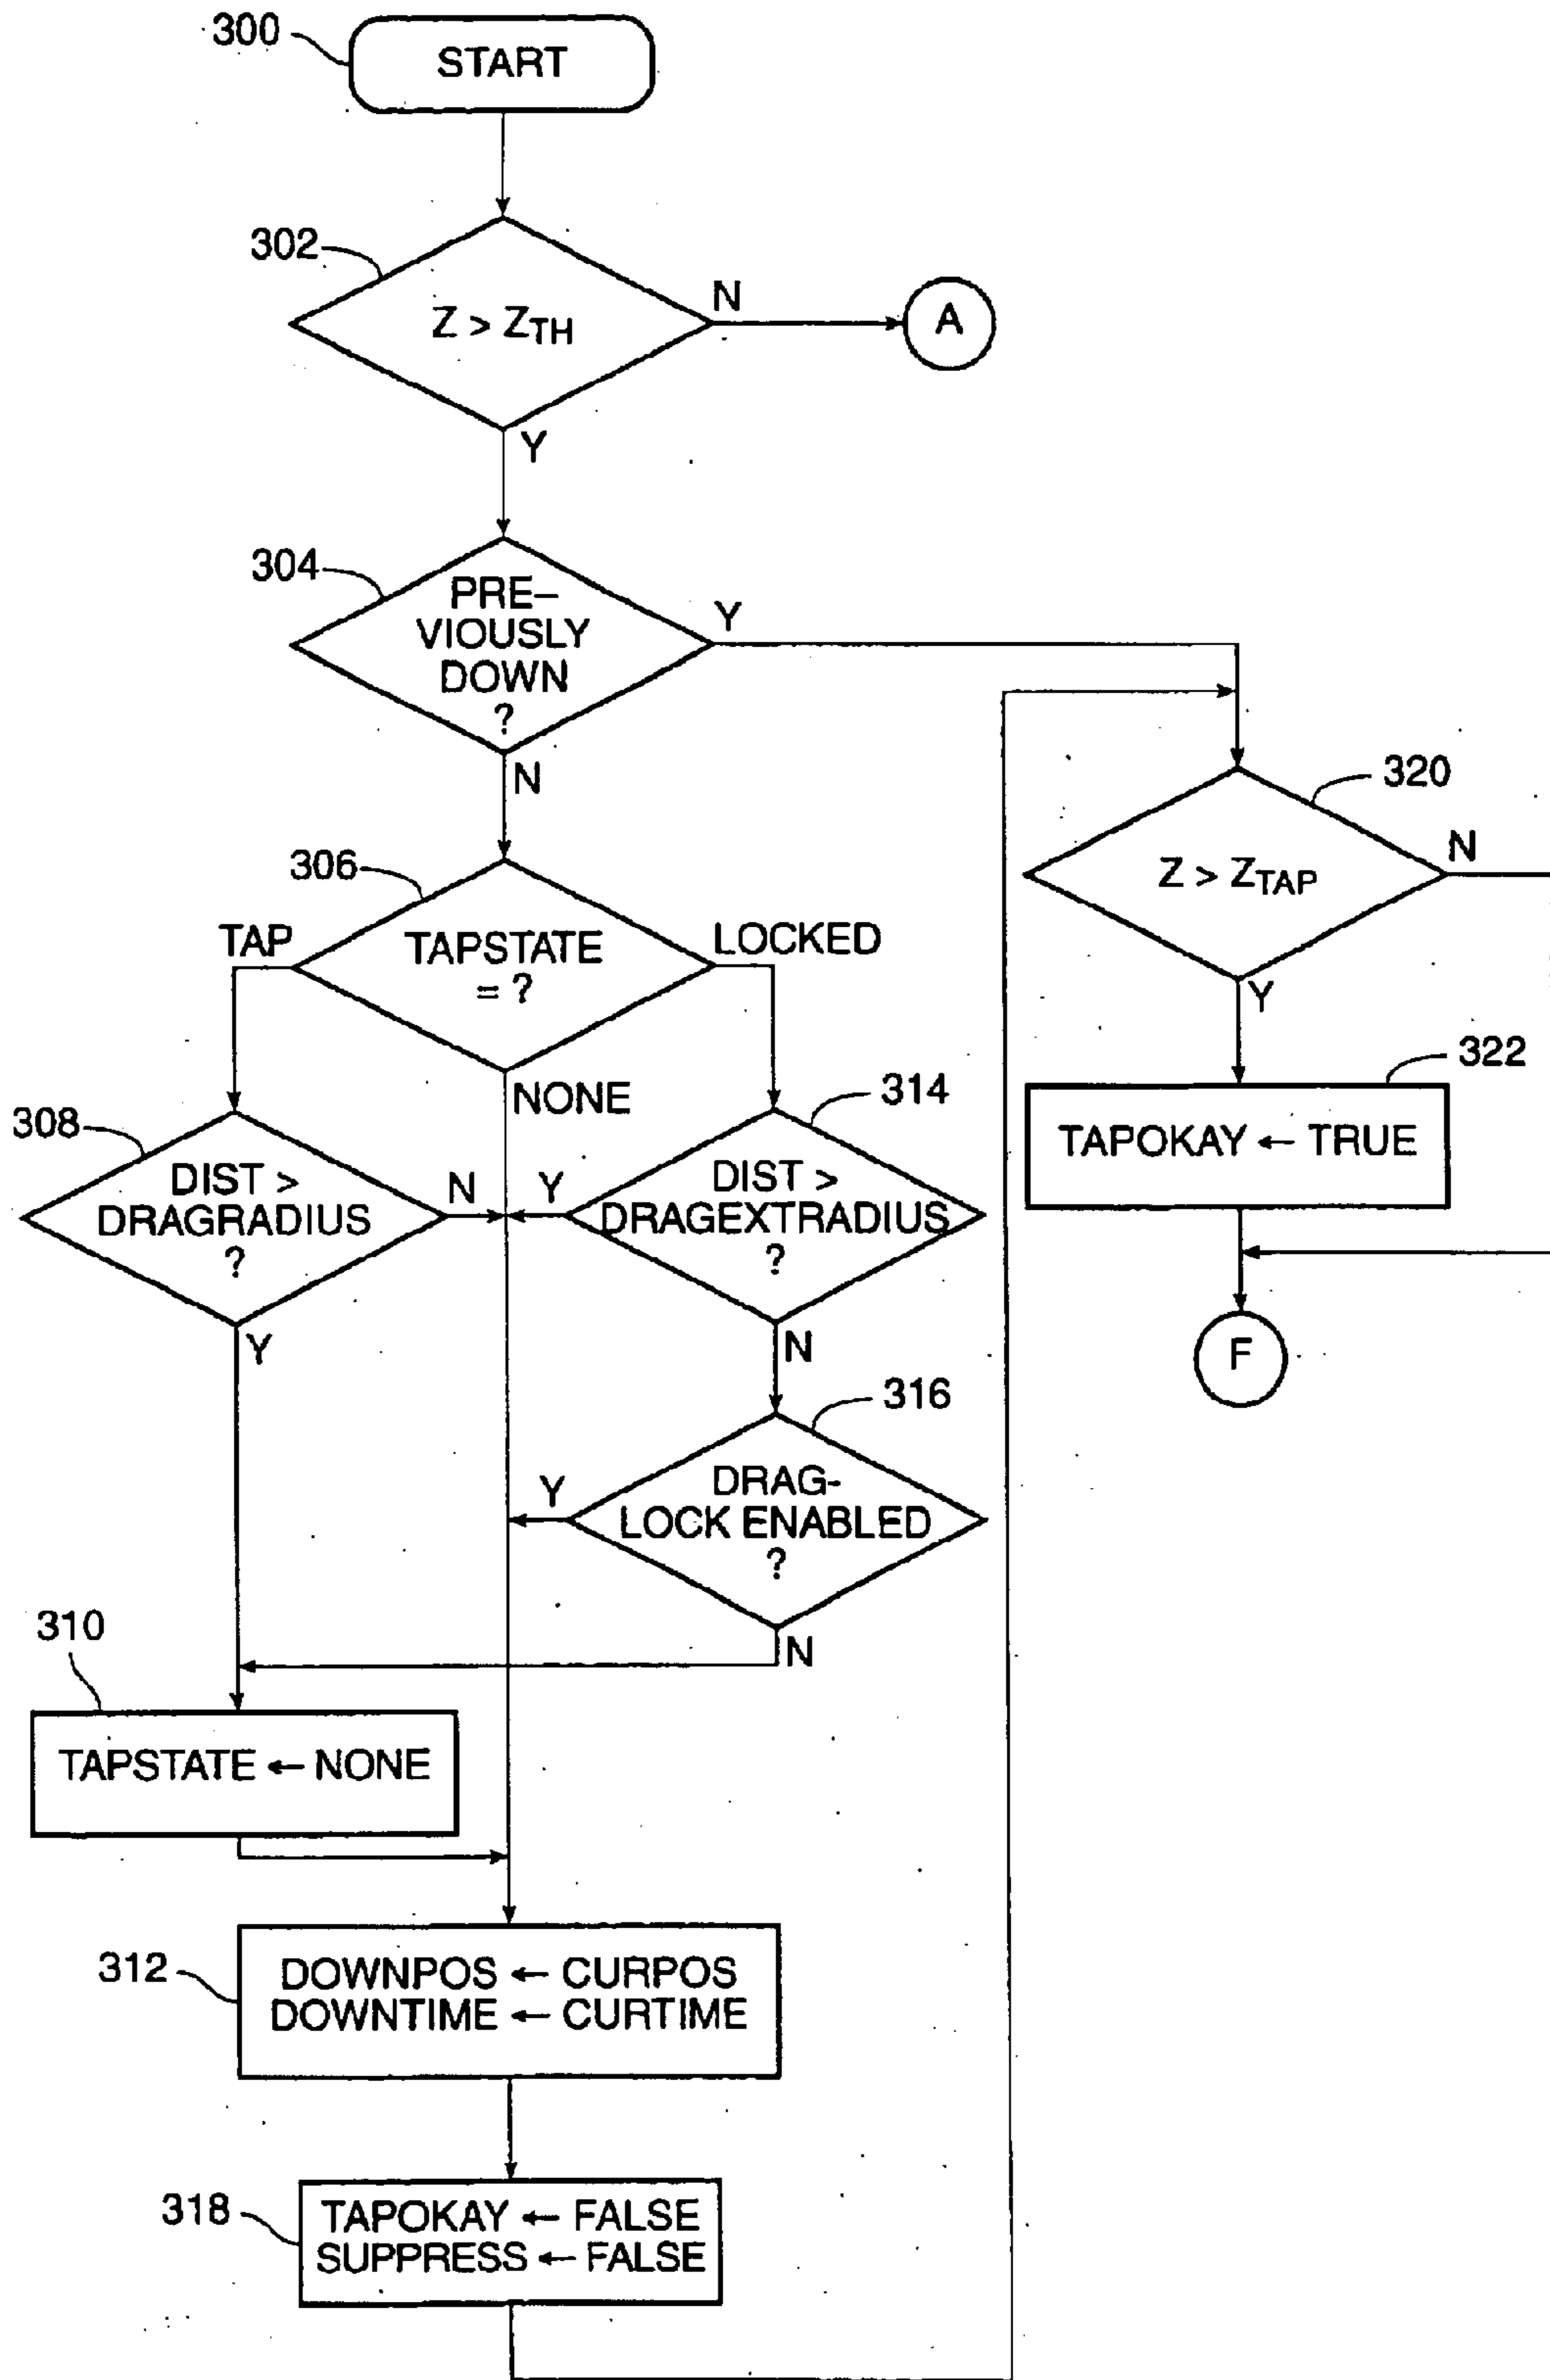 300
START
302
Z > ZTH
N
A
Y
304
PRE–
VIOUSLY
DOWN
?
Y
N
306
TAPSTATE
= ?
TAP
LOCKED
NONE
308
DIST >
DRAGRADIUS
?
N
Y
314
DIST >
DRAGEXTRADIUS
?
Y
N
316
DRAG-
LOCK ENABLED
?
Y
N
310
TAPSTATE ← NONE
312
DOWNPOS ← CURPOS
DOWNTIME ← CURTIME
318
TAPOKAY ← FALSE
SUPPRESS ← FALSE
320
Z > ZTAP
N
Y
322
TAPOKAY ← TRUE
F